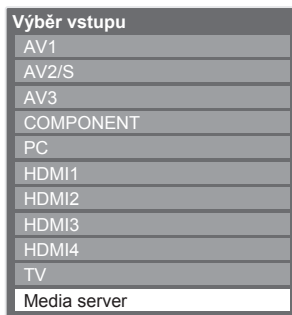 Výběr vstupu
AV1
AV2/S
AV3
COMPONENT
PC
HDMI1
HDMI2
HDMI3
HDMI4
TV
Media server